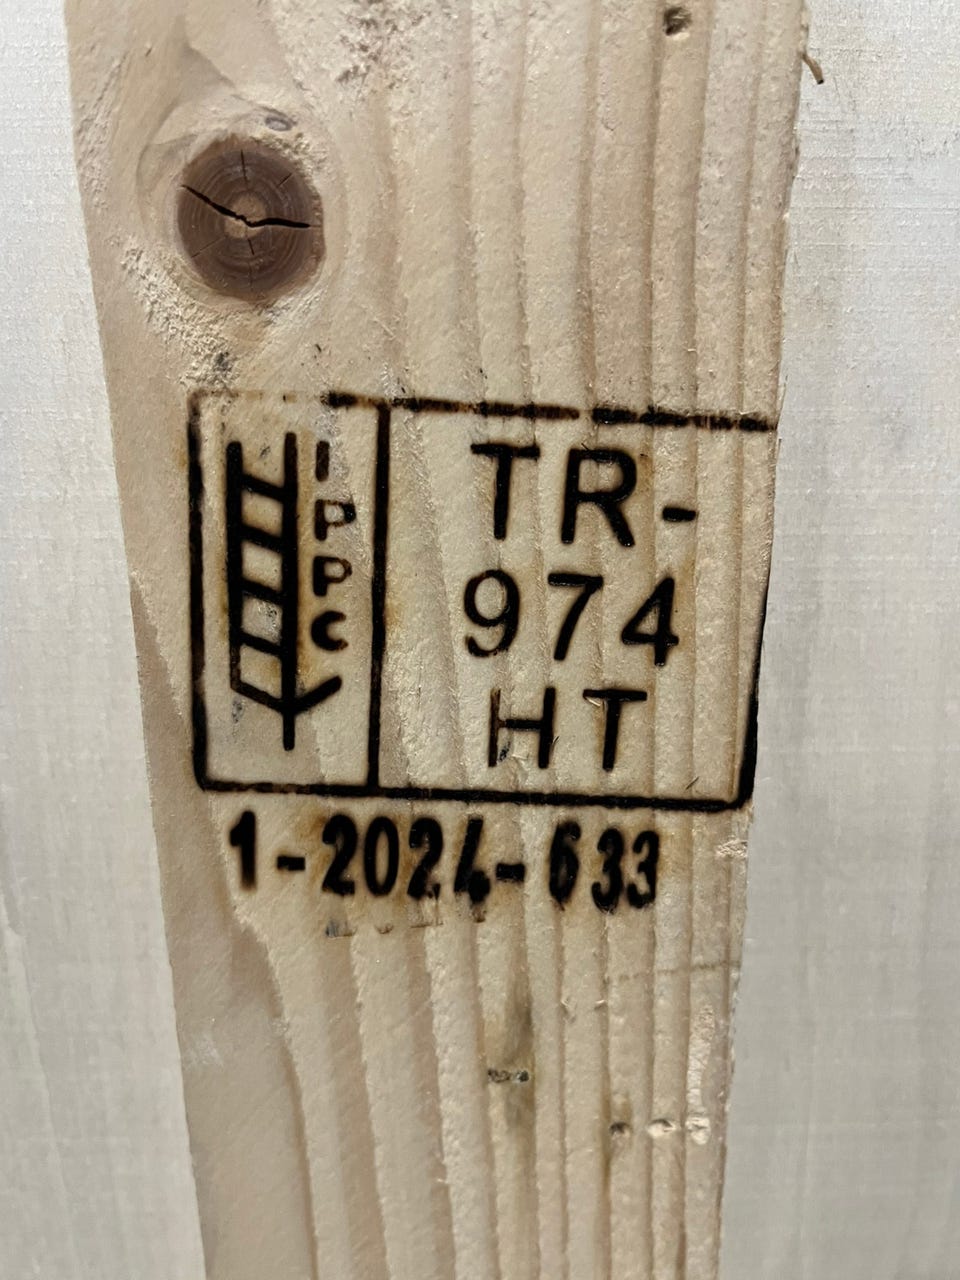 IPPC
TR-
974
HT
1-2024-633